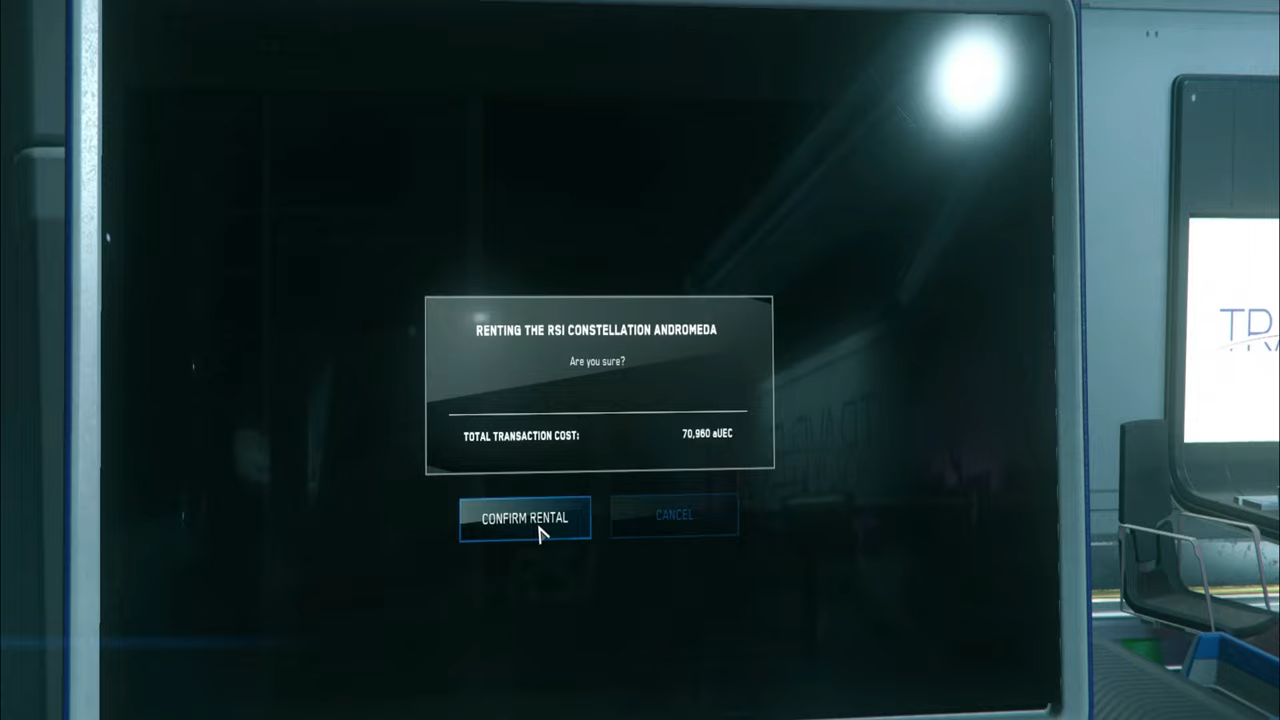 RENTING THE RSI CONSTELLATION ANDROMEDA
Are you sure?
TOTAL TRANSACTION COST: 70,960 aUEC
CONFIRM RENTAL CANCEL